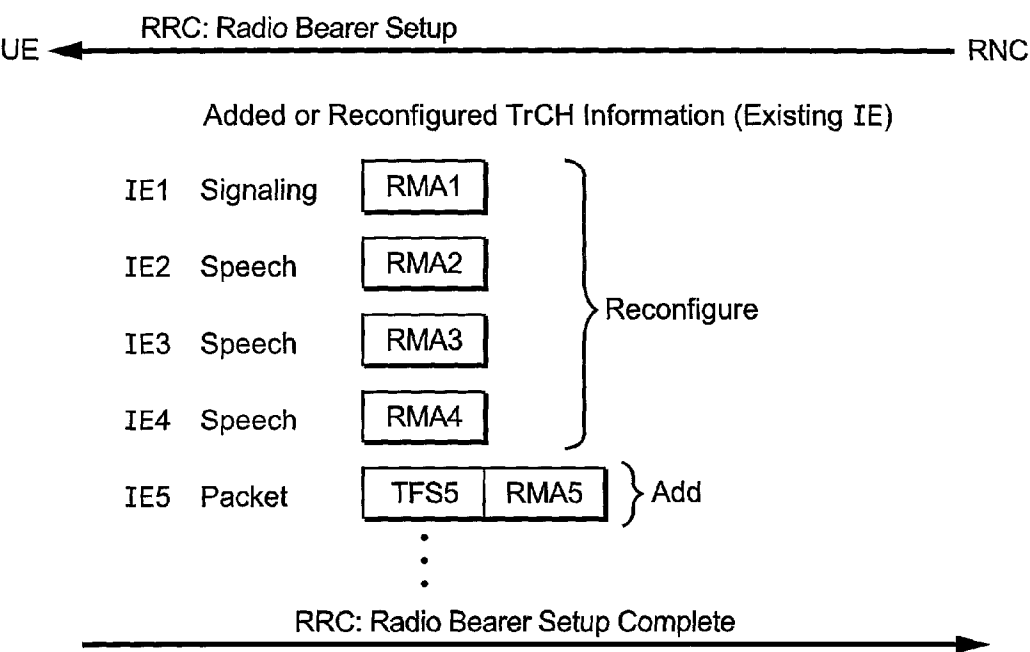 RRC: Radio Bearer Setup
UE RNC
Added or Reconfigured TrCH Information (Existing IE)
IE1 Signaling RMA1
IE2 Speech RMA2
Reconfigure
IE3 Speech RMA3
IE4 Speech RMA4
IE5 Packet TFS5 RMA5 Add
RRC: Radio Bearer Setup Complete